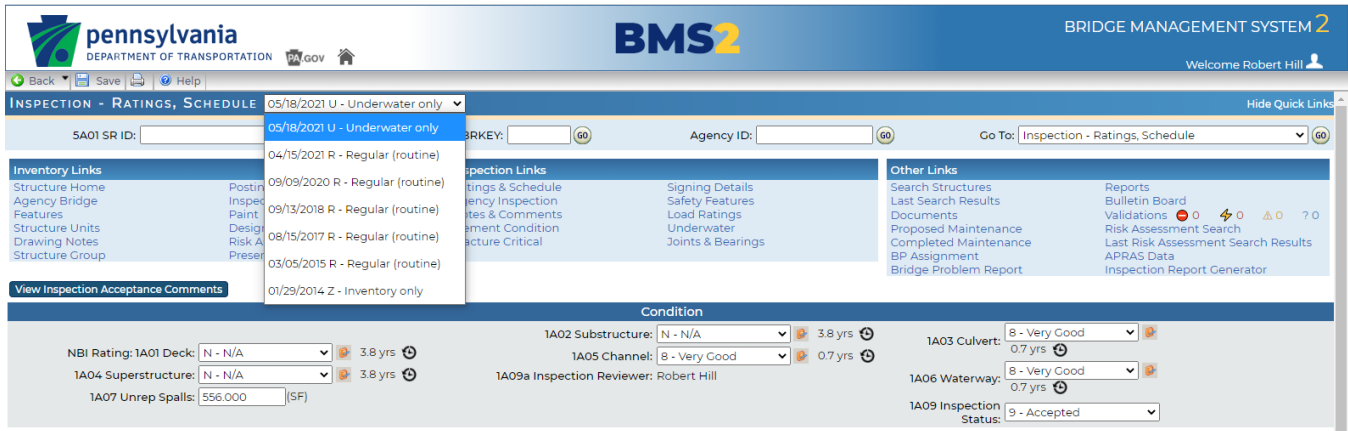 pennsylvania
DEPARTMENT OF TRANSPORTATION PA.GOV
BMS2
BRIDGE MANAGEMENT SYSTEM 2
Welcome Robert Hill
Back Save Help
INSPECTION - RATINGS, SCHEDULE 05/18/2021 U - Underwater only
Hide Quick Links
5A01 SR ID: BRKEY: GO Agency ID: GO Go To: Inspection - Ratings, Schedule GO
05/18/2021 U - Underwater only
04/15/2021 R - Regular (routine)
09/09/2020 R - Regular (routine)
09/13/2018 R - Regular (routine)
08/15/2017 R - Regular (routine)
03/05/2015 R - Regular (routine)
01/29/2014 Z - Inventory only
Inventory Links
Structure Home Postin
Agency Bridge Inspec
Features Paint
Structure Units Design
Drawing Notes Risk A
Structure Group Preser
spection Links
tings & Schedule Signing Details
ency Inspection Safety Features
tes & Comments Load Ratings
ement Condition Underwater
acture Critical Joints & Bearings
Other Links
Search Structures Reports
Last Search Results Bulletin Board
Documents Validations 0 0 0 ? 0
Proposed Maintenance Risk Assessment Search
Completed Maintenance Last Risk Assessment Search Results
BP Assignment APRAS Data
Bridge Problem Report Inspection Report Generator
View Inspection Acceptance Comments
Condition
NBI Rating: 1A01 Deck: N - N/A 3.8 yrs
1A04 Superstructure: N - N/A 3.8 yrs
1A07 Unrep Spalls: 556.000 (SF)
1A02 Substructure: N - N/A 3.8 yrs
1A05 Channel: 8 - Very Good 0.7 yrs
1A09a Inspection Reviewer: Robert Hill
1A03 Culvert: 8 - Very Good
0.7 yrs
1A06 Waterway: 8 - Very Good
0.7 yrs
1A09 Inspection
Status: 9 - Accepted